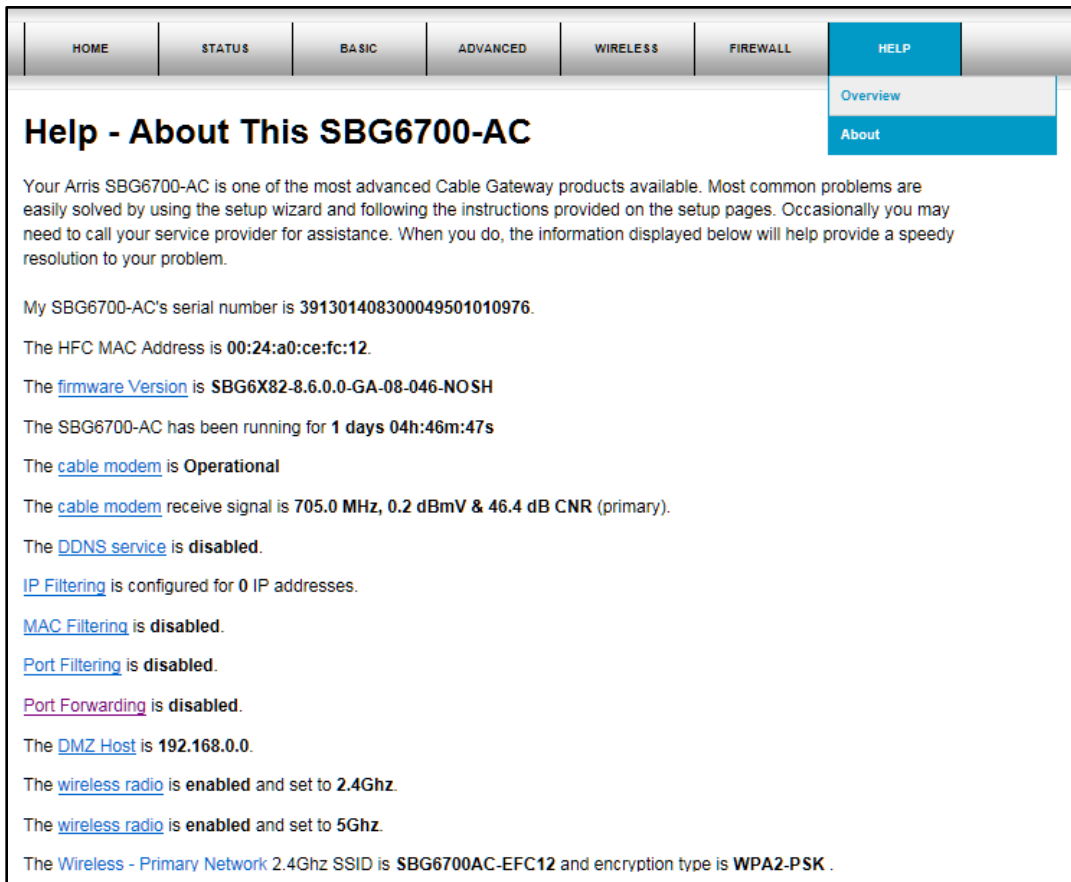 HOME STATUS BASIC ADVANCED WIRELESS FIREWALL HELP
Overview
About
Help - About This SBG6700-AC
Your Arris SBG6700-AC is one of the most advanced Cable Gateway products available. Most common problems are
easily solved by using the setup wizard and following the instructions provided on the setup pages. Occasionally you may
need to call your service provider for assistance. When you do, the information displayed below will help provide a speedy
resolution to your problem.
My SBG6700-AC's serial number is 391301408300049501010976.
The HFC MAC Address is 00:24:a0:ce:fc:12.
The firmware Version is SBG6X82-8.6.0.0-GA-08-046-NOSH
The SBG6700-AC has been running for 1 days 04h:46m:47s
The cable modem is Operational
The cable modem receive signal is 705.0 MHz, 0.2 dBmV & 46.4 dB CNR (primary).
The DDNS service is disabled.
IP Filtering is configured for 0 IP addresses.
MAC Filtering is disabled.
Port Filtering is disabled.
Port Forwarding is disabled.
The DMZ Host is 192.168.0.0.
The wireless radio is enabled and set to 2.4Ghz.
The wireless radio is enabled and set to 5Ghz.
The Wireless - Primary Network 2.4Ghz SSID is SBG6700AC-EFC12 and encryption type is WPA2-PSK .